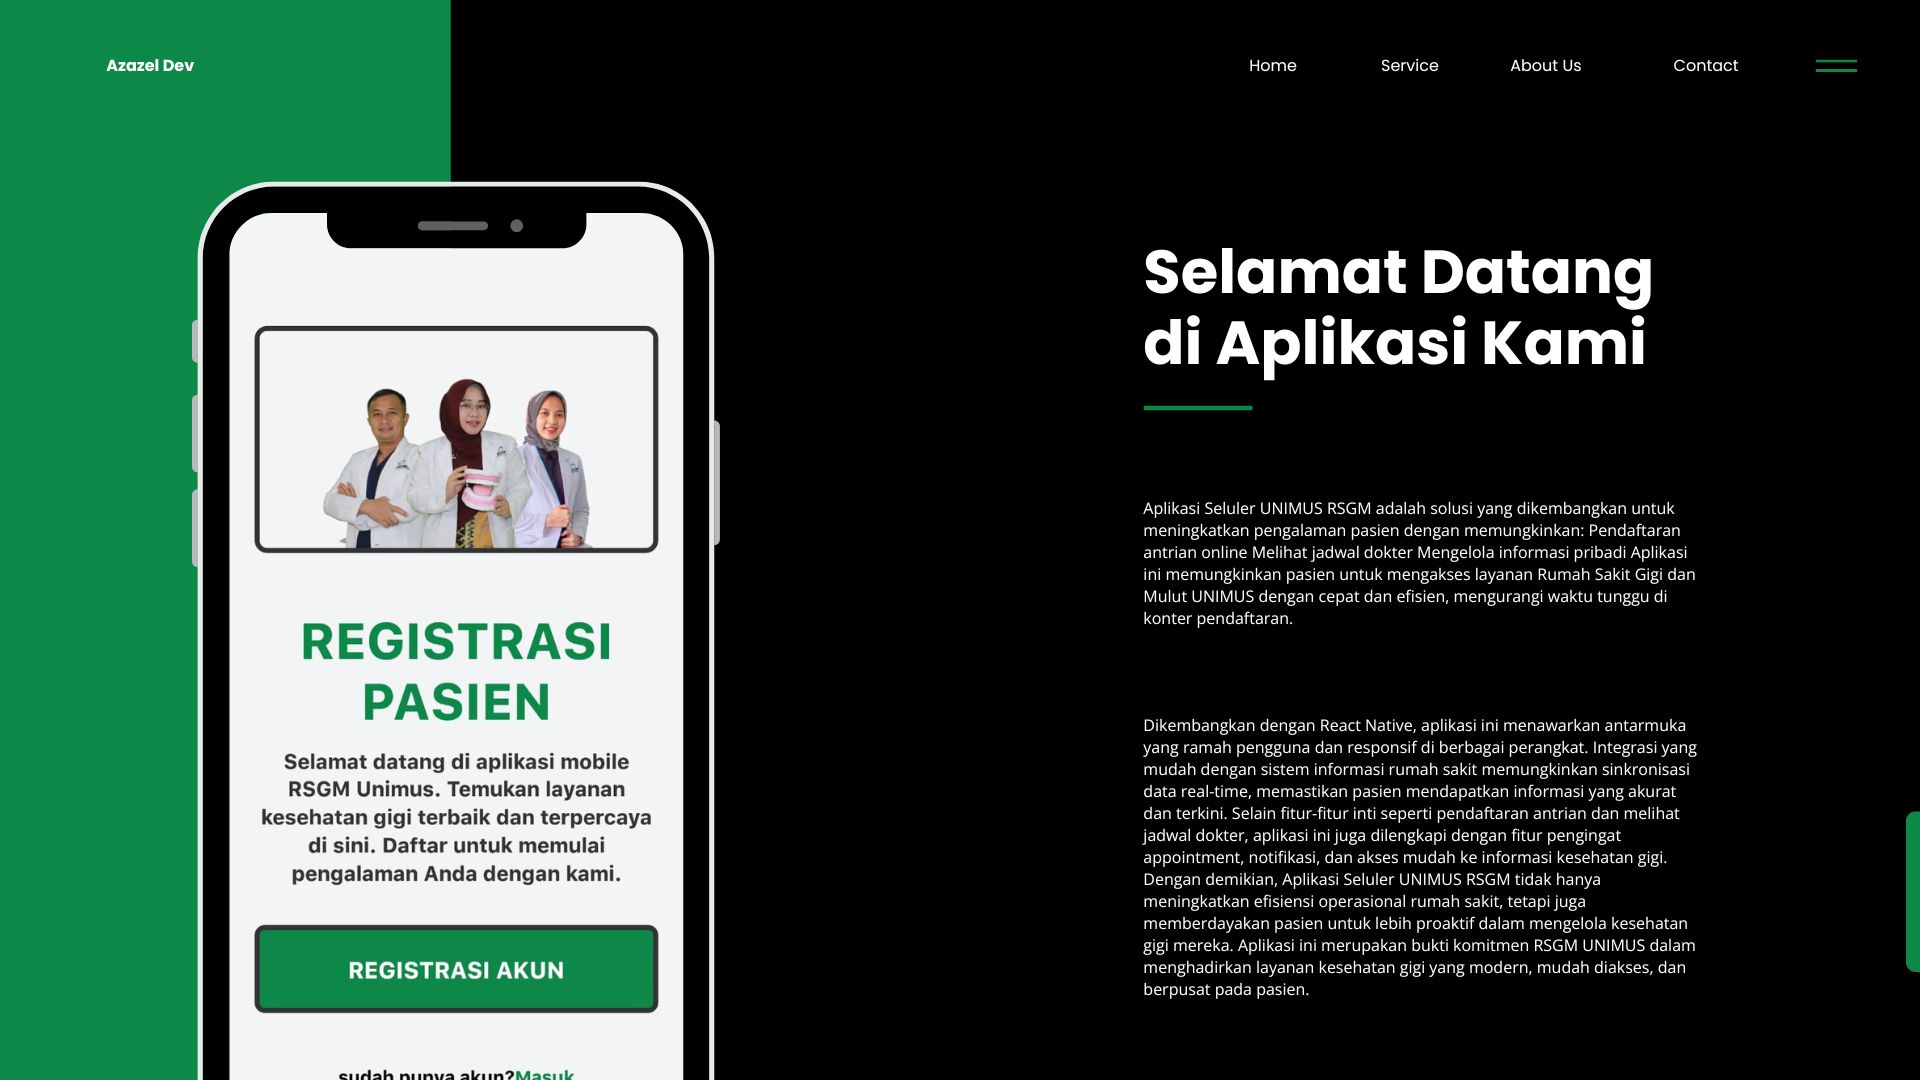 Azazel Dev
Home
Service
About Us
Contact
REGISTRASI
PASIEN
Selamat datang di aplikasi mobile
RSGM Unimus. Temukan layanan
kesehatan gigi terbaik dan terpercaya
di sini. Daftar untuk memulai
pengalaman Anda dengan kami.
REGISTRASI AKUN
sudah punya akun?Masuk
Selamat Datang
di Aplikasi Kami
Aplikasi Seluler UNIMUS RSGM adalah solusi yang dikembangkan untuk
meningkatkan pengalaman pasien dengan memungkinkan: Pendaftaran
antrian online Melihat jadwal dokter Mengelola informasi pribadi Aplikasi
ini memungkinkan pasien untuk mengakses layanan Rumah Sakit Gigi dan
Mulut UNIMUS dengan cepat dan efisien, mengurangi waktu tunggu di
konter pendaftaran.
Dikembangkan dengan React Native, aplikasi ini menawarkan antarmuka
yang ramah pengguna dan responsif di berbagai perangkat. Integrasi yang
mudah dengan sistem informasi rumah sakit memungkinkan sinkronisasi
data real-time, memastikan pasien mendapatkan informasi yang akurat
dan terkini. Selain fitur-fitur inti seperti pendaftaran antrian dan melihat
jadwal dokter, aplikasi ini juga dilengkapi dengan fitur pengingat
appointment, notifikasi, dan akses mudah ke informasi kesehatan gigi.
Dengan demikian, Aplikasi Seluler UNIMUS RSGM tidak hanya
meningkatkan efisiensi operasional rumah sakit, tetapi juga
memberdayakan pasien untuk lebih proaktif dalam mengelola kesehatan
gigi mereka. Aplikasi ini merupakan bukti komitmen RSGM UNIMUS dalam
menghadirkan layanan kesehatan gigi yang modern, mudah diakses, dan
berpusat pada pasien.